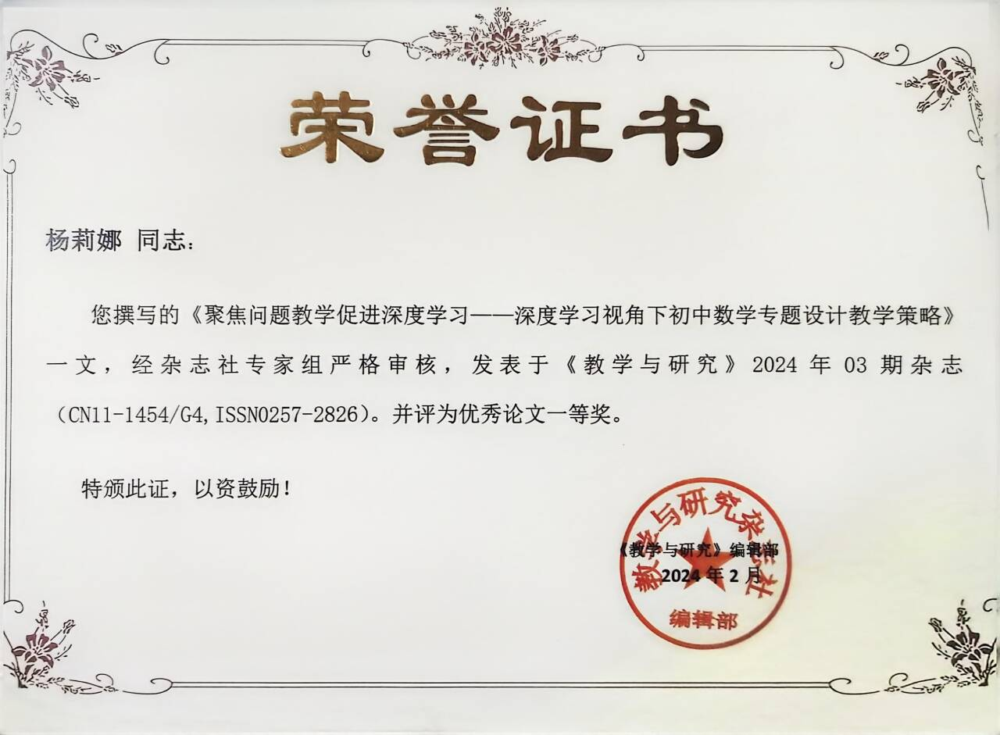 荣誉证书
杨莉娜 同志：
您撰写的《聚焦问题教学促进深度学习——深度学习视角下初中数学专题设计教学策略》
一文，经杂志社专家组严格审核，发表于《教学与研究》2024 年 03 期杂志
（CN11-1454/G4,ISSN0257-2826）。并评为优秀论文一等奖。
特颁此证，以资鼓励！
教学与研究杂志社
《教学与研究》编辑部
2024 年 2 月
编辑部